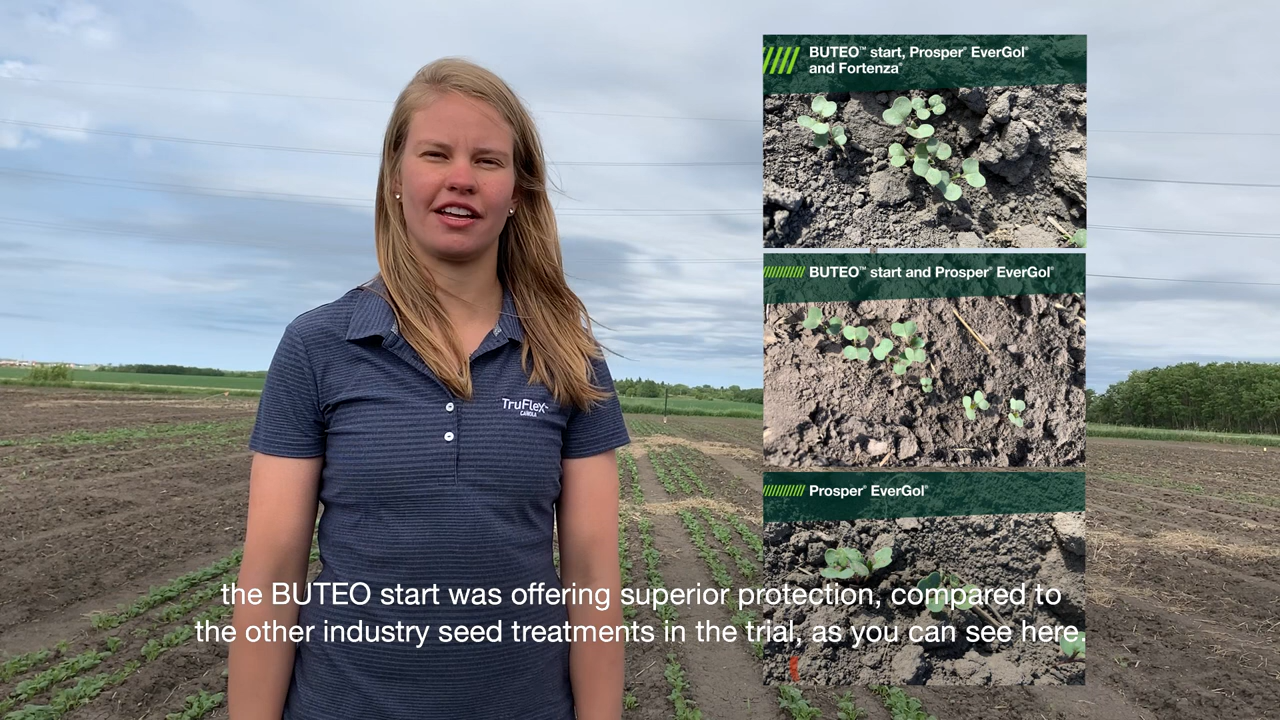 BUTEO™ start, Prosper® EverGol®
and Fortenza®
BUTEO™ start and Prosper® EverGol®
Prosper® EverGol®
TruFlex™
CANOLA
the BUTEO start was offering superior protection, compared to
the other industry seed treatments in the trial, as you can see here.